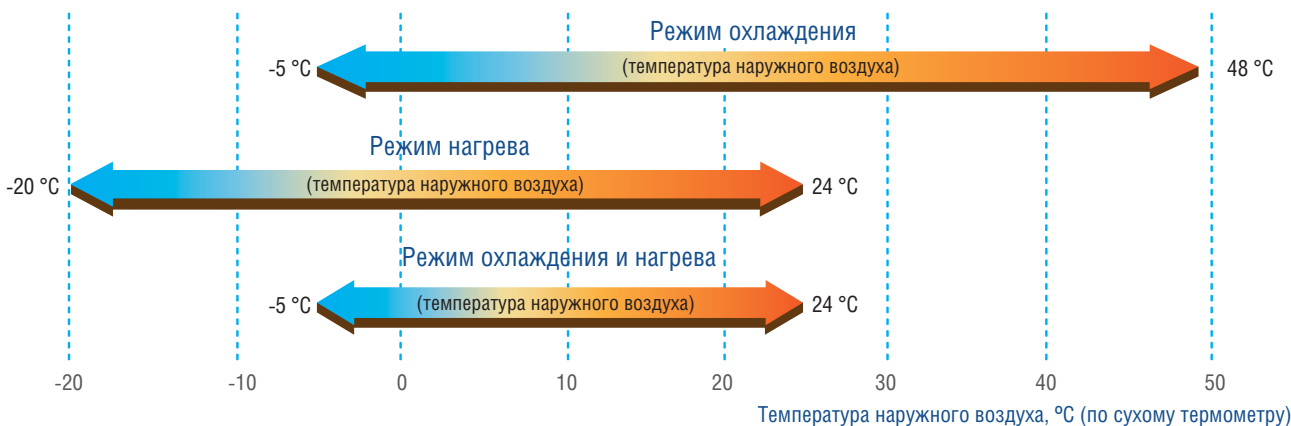 Режим охлаждения
-5 °C (температура наружного воздуха) 48 °C
Режим нагрева
-20 °C (температура наружного воздуха) 24 °C
Режим охлаждения и нагрева
-5 °C (температура наружного воздуха) 24 °C
-20 -10 0 10 20 30 40 50
Температура наружного воздуха, °C (по сухому термометру)